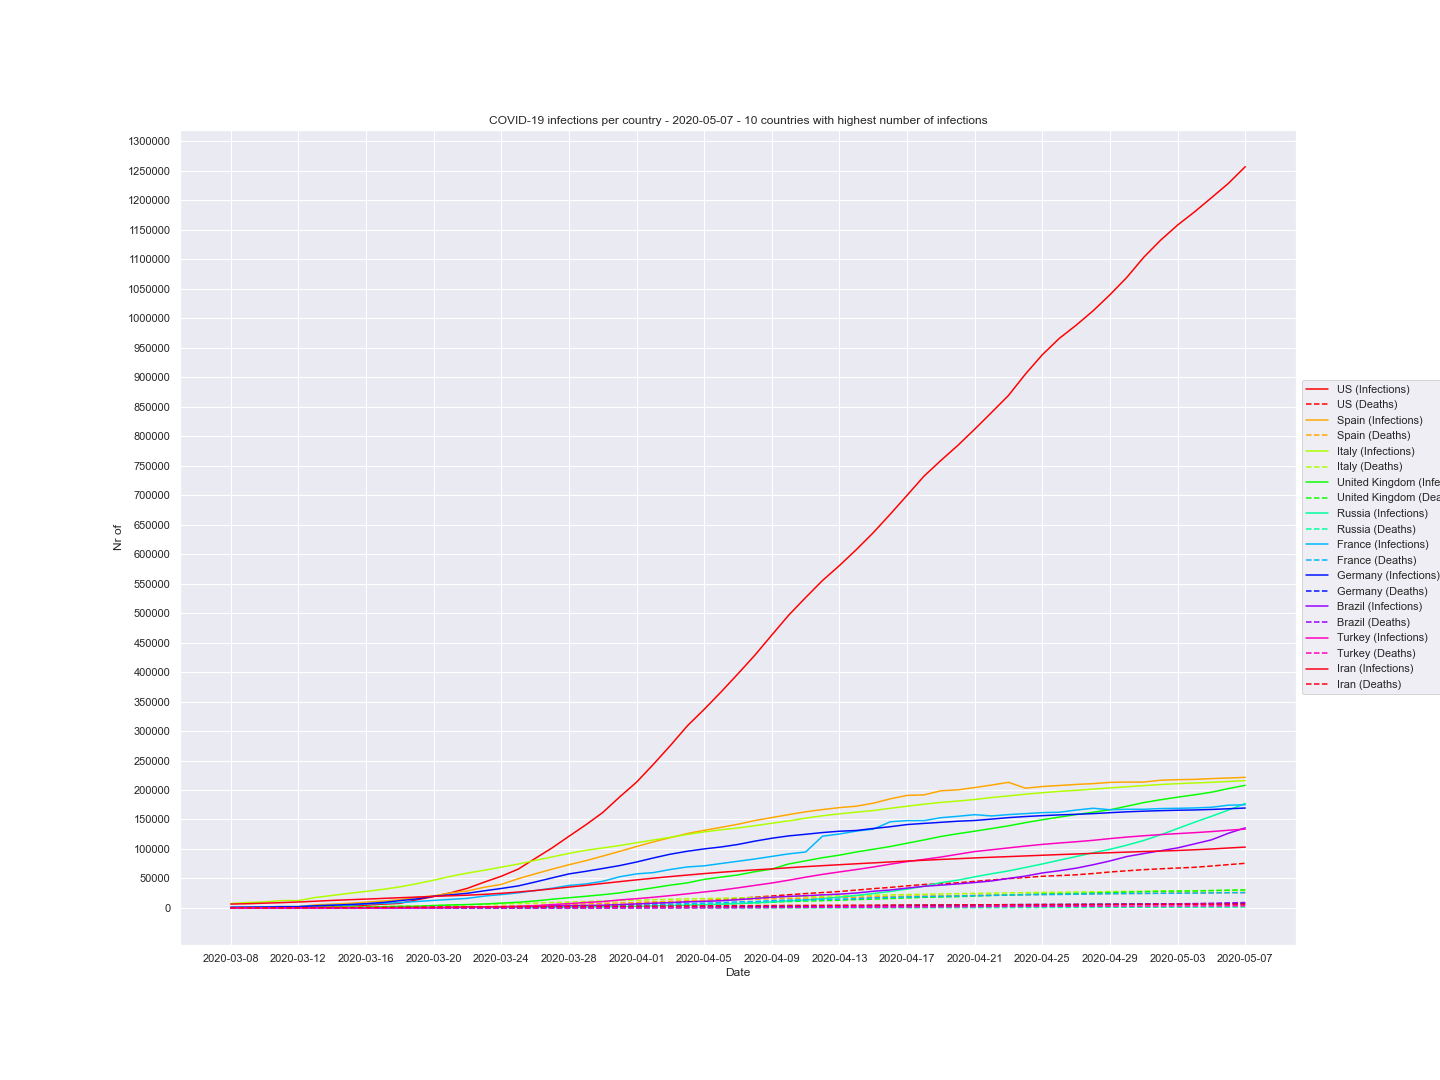 COVID-19 infections per country - 2020-05-07 - 10 countries with highest number of infections
1300000
1250000
1200000
1150000
1100000
1050000
1000000
950000
900000
850000
800000
750000
700000
650000
600000
550000
500000
450000
400000
350000
300000
250000
200000
150000
100000
50000
0
Nr of
2020-03-08 2020-03-12 2020-03-16 2020-03-20 2020-03-24 2020-03-28 2020-04-01 2020-04-05 2020-04-09 2020-04-13 2020-04-17 2020-04-21 2020-04-25 2020-04-29 2020-05-03 2020-05-07
Date
US (Infections)
US (Deaths)
Spain (Infections)
Spain (Deaths)
Italy (Infections)
Italy (Deaths)
United Kingdom (Infe
United Kingdom (Dea
Russia (Infections)
Russia (Deaths)
France (Infections)
France (Deaths)
Germany (Infections)
Germany (Deaths)
Brazil (Infections)
Brazil (Deaths)
Turkey (Infections)
Turkey (Deaths)
Iran (Infections)
Iran (Deaths)